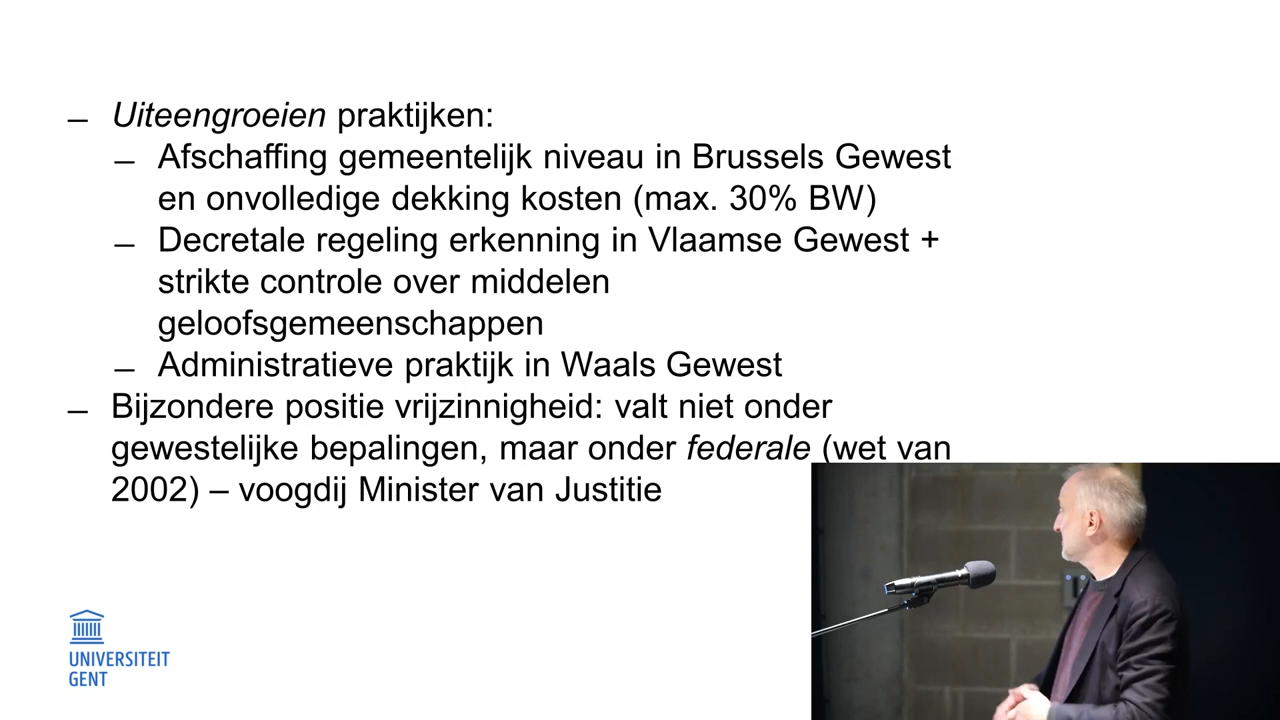 – Uiteengroeien praktijken:
– Afschaffing gemeentelijk niveau in Brussels Gewest
en onvolledige dekking kosten (max. 30% BW)
– Decretale regeling erkenning in Vlaamse Gewest +
strikte controle over middelen
geloofsgemeenschappen
– Administratieve praktijk in Waals Gewest
– Bijzondere positie vrijzinnigheid: valt niet onder
gewestelijke bepalingen, maar onder federale (wet van
2002) – voogdij Minister van Justitie
UNIVERSITEIT
GENT